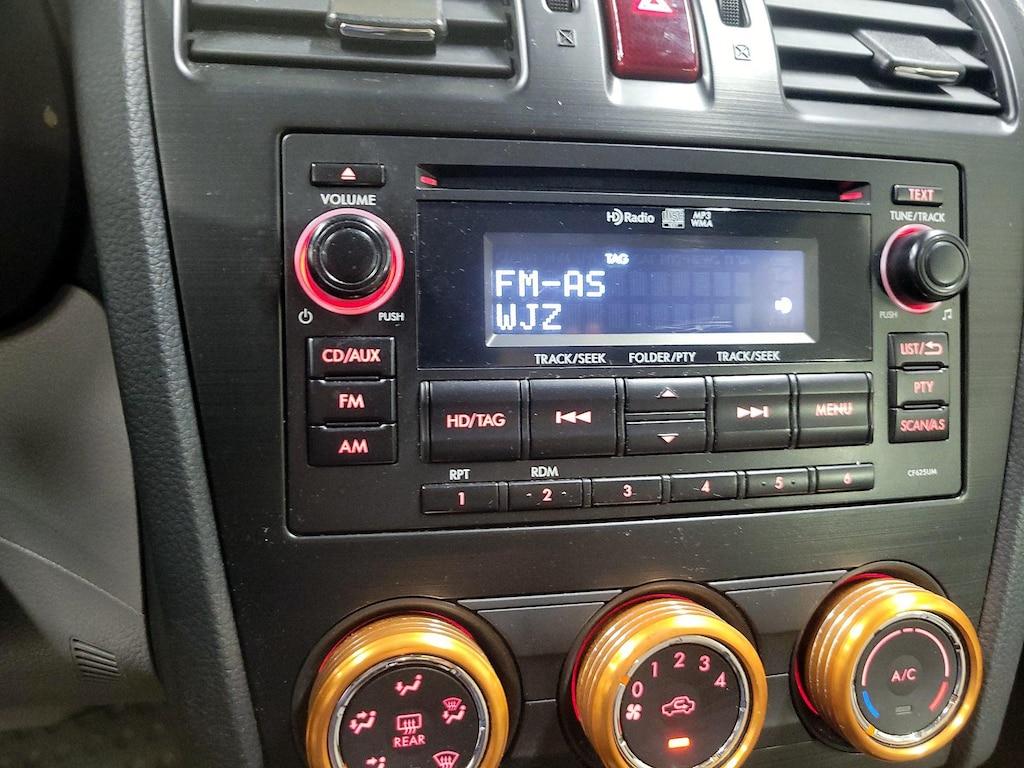 TEXT
VOLUME
HD Radio
MP3
WMA
TUNE/TRACK
TAG
FM-AS
WJZ
PUSH
PUSH
TRACK/SEEK FOLDER/PTY TRACK/SEEK
CD/AUX
LIST/
FM
HD/TAG
MENU
PTY
AM
SCAN/AS
RPT RDM
CF625UM
1 2 3 4 5 6
0 1 2 3 4
A/C
REAR